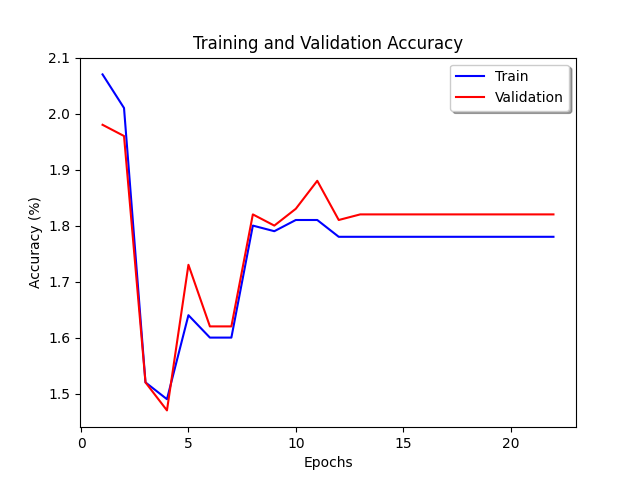 Training and Validation Accuracy
2.1
2.0
1.9
1.8
1.7
1.6
1.5
Accuracy (%)
Train
Validation
0 5 10 15 20
Epochs